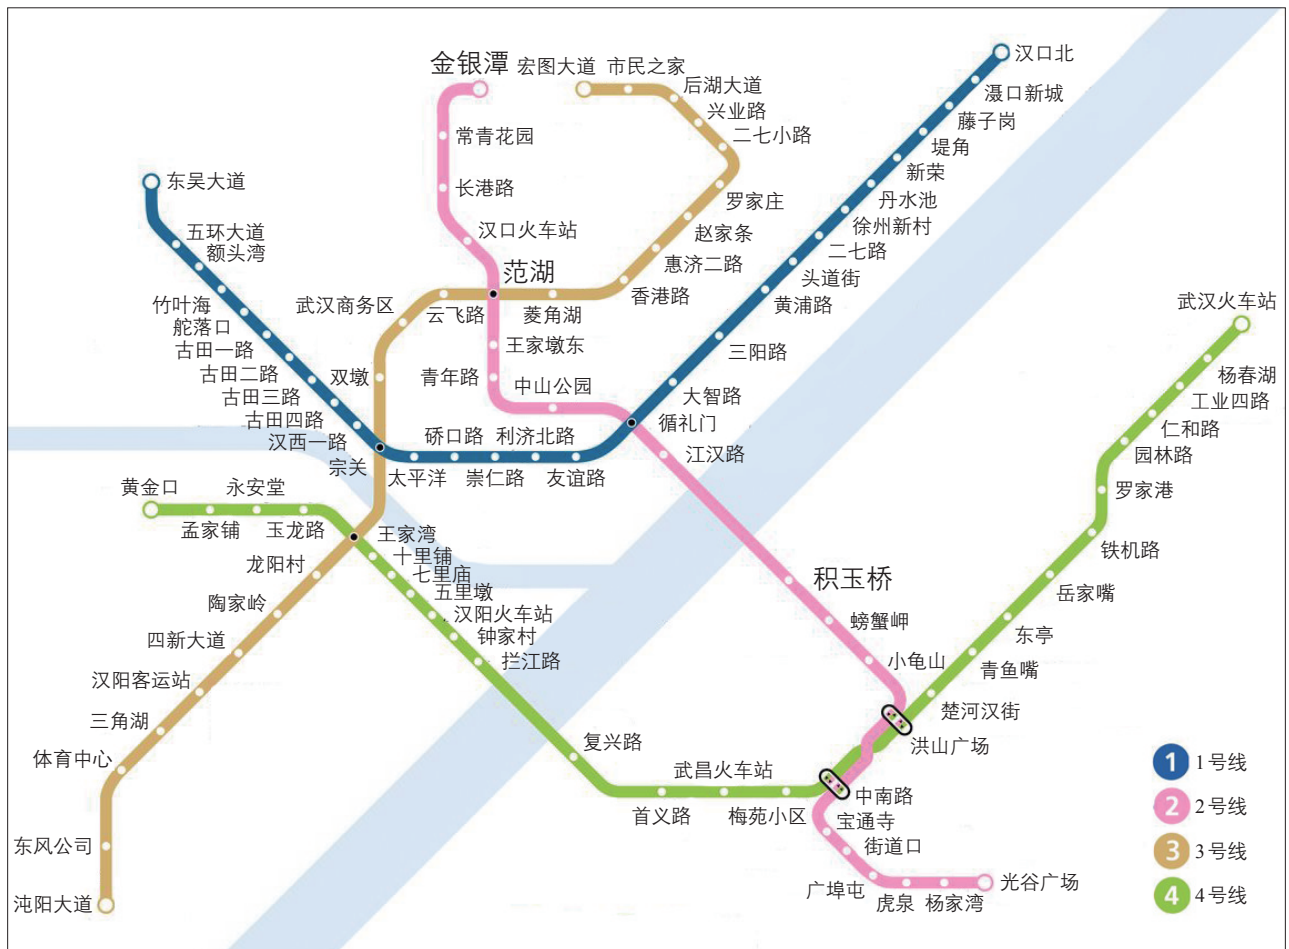 金银潭
宏图大道
市民之家
后湖大道
兴业路
二七小路
罗家庄
赵家条
惠济二路
香港路
汉口北
滠口新城
藤子岗
堤角
新荣
丹水池
徐州新村
二七路
头道街
黄浦路
三阳路
大智路
循礼门
常青花园
长港路
汉口火车站
范湖
东吴大道
五环大道
额头湾
竹叶海
舵落口
古田一路
古田二路
古田三路
古田四路
汉西一路
宗关
武汉商务区
云飞路
菱角湖
王家墩东
双墩
青年路
中山公园
硚口路
利济北路
太平洋
崇仁路
友谊路
江汉路
武汉火车站
杨春湖
工业四路
仁和路
园林路
罗家港
铁机路
岳家嘴
东亭
青鱼嘴
楚河汉街
洪山广场
黄金口
永安堂
孟家铺
玉龙路
王家湾
十里铺
七里庙
五里墩
汉阳火车站
钟家村
拦江路
龙阳村
陶家岭
四新大道
汉阳客运站
三角湖
体育中心
东风公司
沌阳大道
积玉桥
螃蟹岬
小龟山
复兴路
武昌火车站
首义路
梅苑小区
中南路
宝通寺
街道口
广埠屯
虎泉
杨家湾
光谷广场
1 1号线
2 2号线
3 3号线
4 4号线